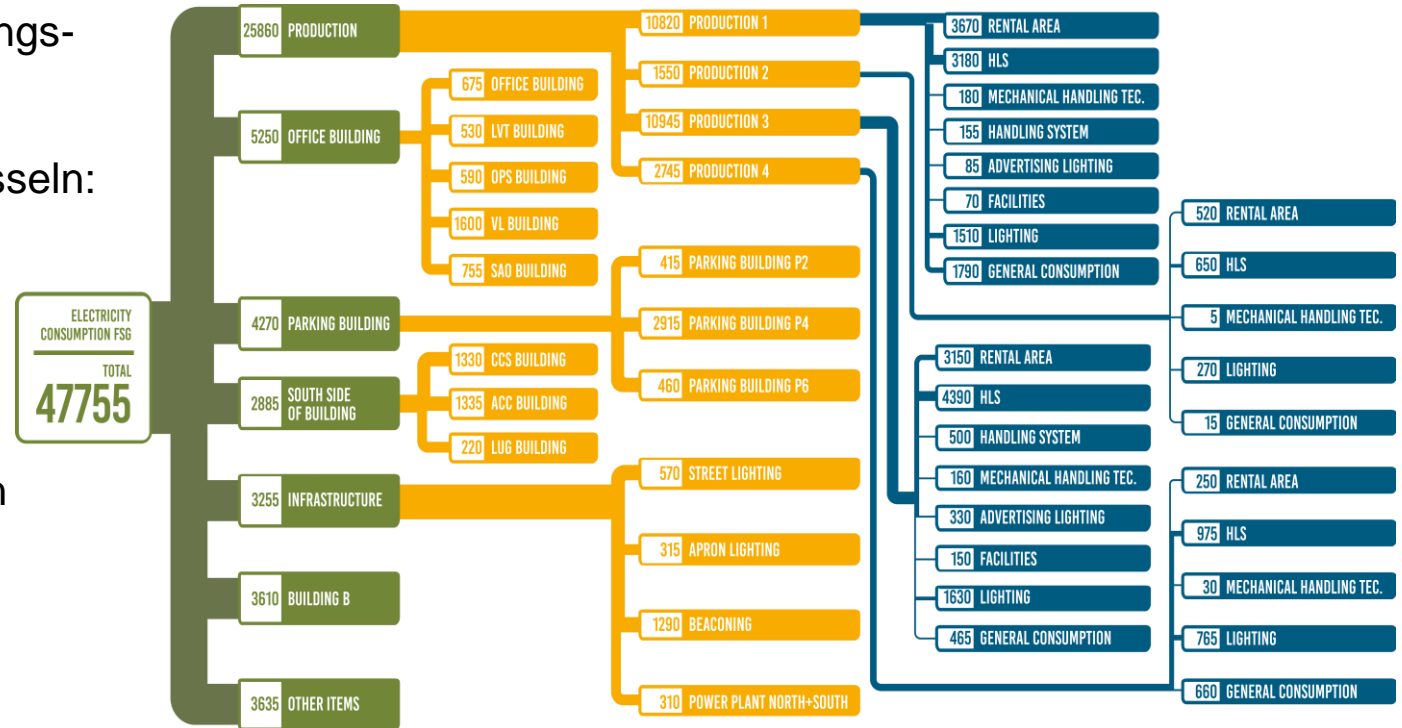 ngs-
sseln:
n
ELECTRICITY
CONSUMPTION FSG
TOTAL
47755
25860 PRODUCTION
5250 OFFICE BUILDING
4270 PARKING BUILDING
2885 SOUTH SIDE
OF BUILDING
3255 INFRASTRUCTURE
3610 BUILDING B
3635 OTHER ITEMS
675 OFFICE BUILDING
530 LVT BUILDING
590 OPS BUILDING
1600 VL BUILDING
755 SAO BUILDING
1330 CCS BUILDING
1335 ACC BUILDING
220 LUG BUILDING
10820 PRODUCTION 1
1550 PRODUCTION 2
10945 PRODUCTION 3
2745 PRODUCTION 4
415 PARKING BUILDING P2
2915 PARKING BUILDING P4
460 PARKING BUILDING P6
570 STREET LIGHTING
315 APRON LIGHTING
1290 BEACONING
310 POWER PLANT NORTH+SOUTH
3670 RENTAL AREA
3180 HLS
180 MECHANICAL HANDLING TEC.
155 HANDLING SYSTEM
85 ADVERTISING LIGHTING
70 FACILITIES
1510 LIGHTING
1790 GENERAL CONSUMPTION
3150 RENTAL AREA
4390 HLS
500 HANDLING SYSTEM
160 MECHANICAL HANDLING TEC.
330 ADVERTISING LIGHTING
150 FACILITIES
1630 LIGHTING
465 GENERAL CONSUMPTION
520 RENTAL AREA
650 HLS
5 MECHANICAL HANDLING TEC.
270 LIGHTING
15 GENERAL CONSUMPTION
250 RENTAL AREA
975 HLS
30 MECHANICAL HANDLING TEC.
765 LIGHTING
660 GENERAL CONSUMPTION